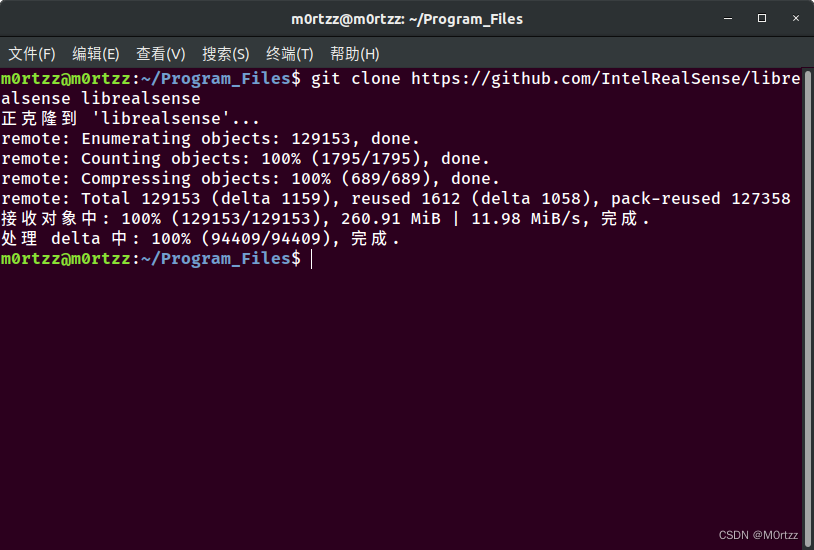 m0rtzz@m0rtzz: ~/Program_Files
文件(F) 编辑(E) 查看(V) 搜索(S) 终端(T) 帮助(H)
m0rtzz@m0rtzz:~/Program_Files$ git clone https://github.com/IntelRealSense/libre
alsense librealsense
正克隆到 'librealsense'...
remote: Enumerating objects: 129153, done.
remote: Counting objects: 100% (1795/1795), done.
remote: Compressing objects: 100% (689/689), done.
remote: Total 129153 (delta 1159), reused 1612 (delta 1058), pack-reused 127358
接收对象中: 100% (129153/129153), 260.91 MiB | 11.98 MiB/s, 完成.
处理 delta 中: 100% (94409/94409), 完成.
m0rtzz@m0rtzz:~/Program_Files$
CSDN @M0rtzz